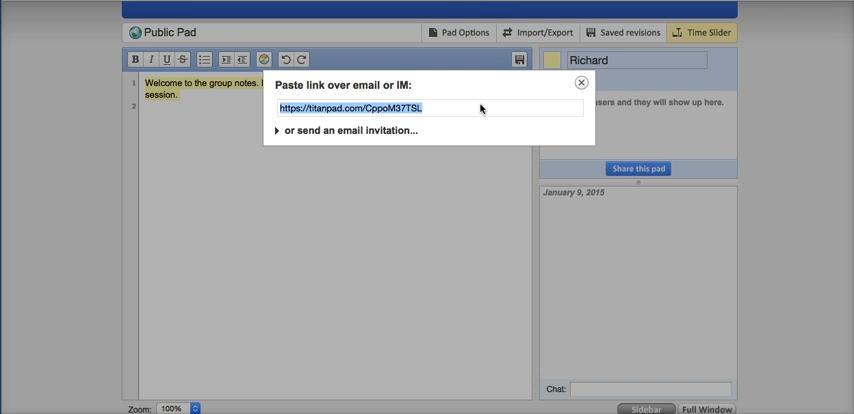 Public Pad
Pad Options
Import/Export
Saved revisions
Time Slider
B I U S
Richard
1 Welcome to the group notes.
session.
2
Paste link over email or IM:
https://titanpad.com/CppoM37TSL
or send an email invitation...
users and they will show up here.
Share this pad
January 9, 2015
Chat:
Zoom: 100%
Sidebar
Full Window